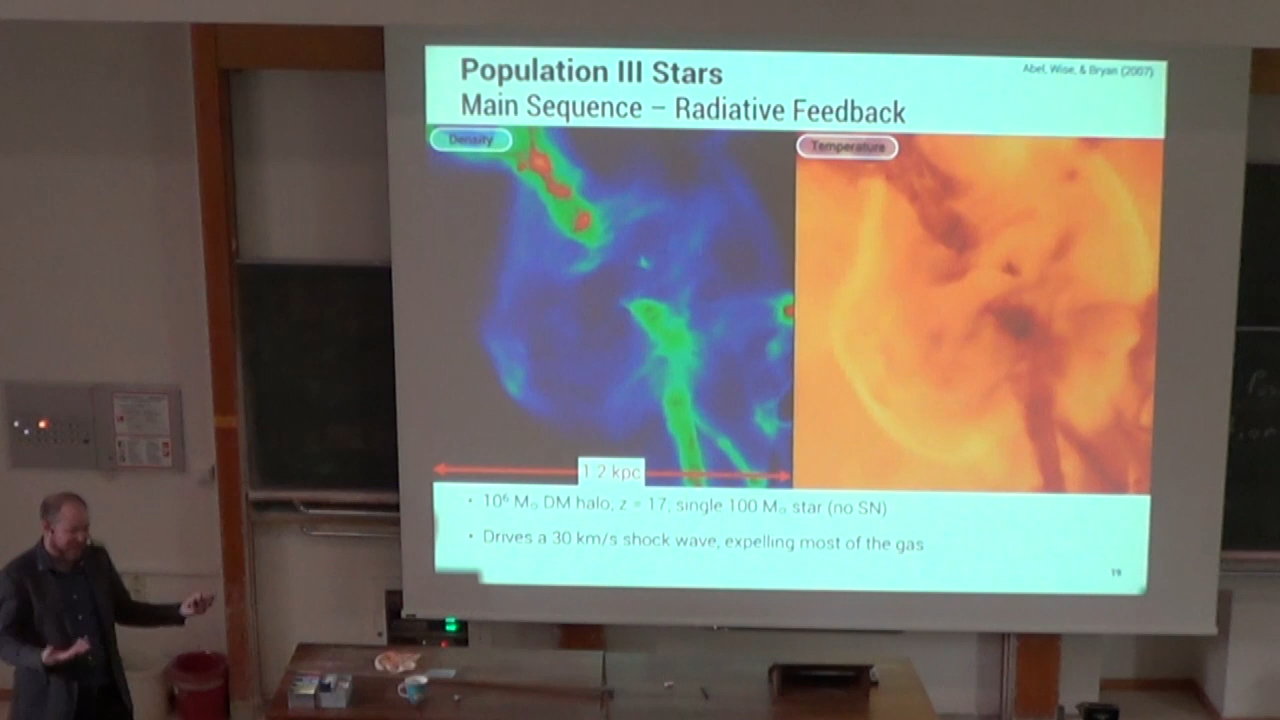 Population III Stars
Abel, Wise, & Bryan (2007)
Main Sequence – Radiative Feedback
Density
Temperature
1.2 kpc
• 10⁶ M☉ DM halo, z = 17, single 100 M☉ star (no SN)
• Drives a 30 km/s shock wave, expelling most of the gas
19